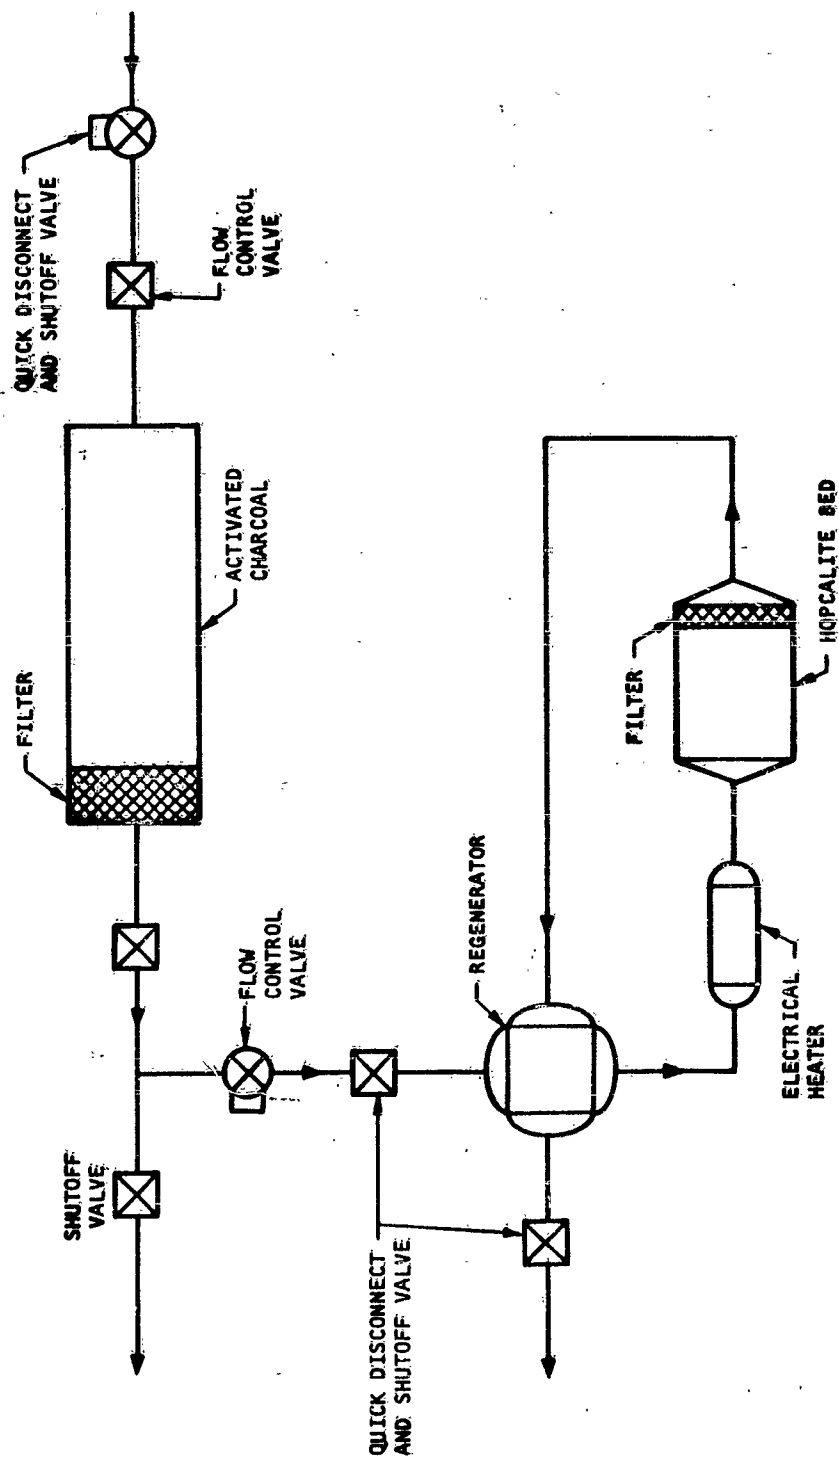 QUICK DISCONNECT
AND SHUTOFF VALVE
FLOW
CONTROL
VALVE
FILTER
ACTIVATED
CHARCOAL
SHUTOFF
VALVE
FLOW
CONTROL
VALVE
QUICK DISCONNECT
AND SHUTOFF VALVE
REGENERATOR
FILTER
HOPCALITE BED
ELECTRICAL
HEATER